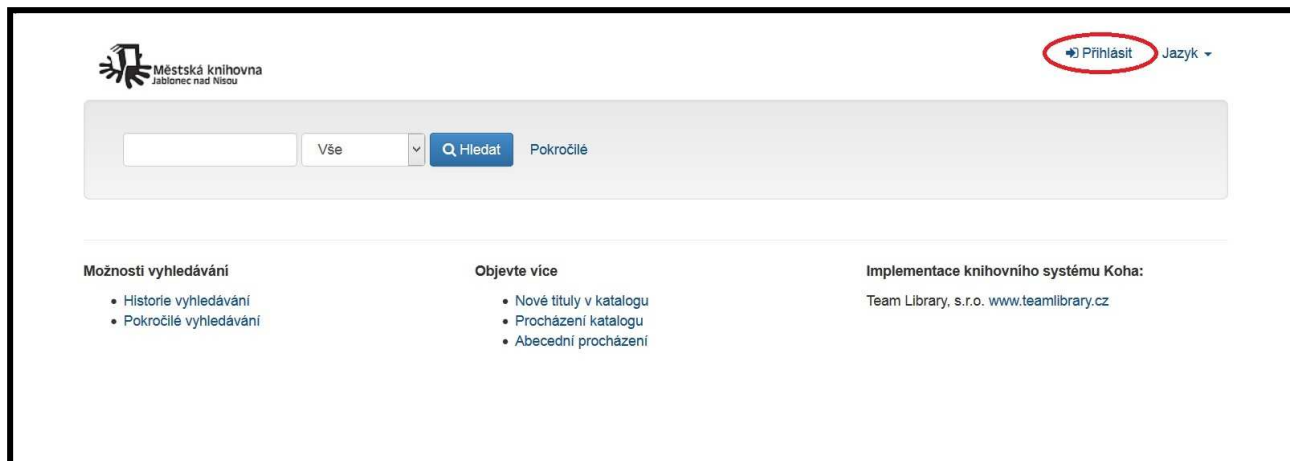 Městská knihovna
Jablonec nad Nisou
Přihlásit
Jazyk
Vše
Hledat
Pokročilé
Možnosti vyhledávání
Historie vyhledávání
Pokročilé vyhledávání
Objevte více
Nové tituly v katalogu
Procházení katalogu
Abecední procházení
Implementace knihovního systému Koha:
Team Library, s.r.o. www.teamlibrary.cz